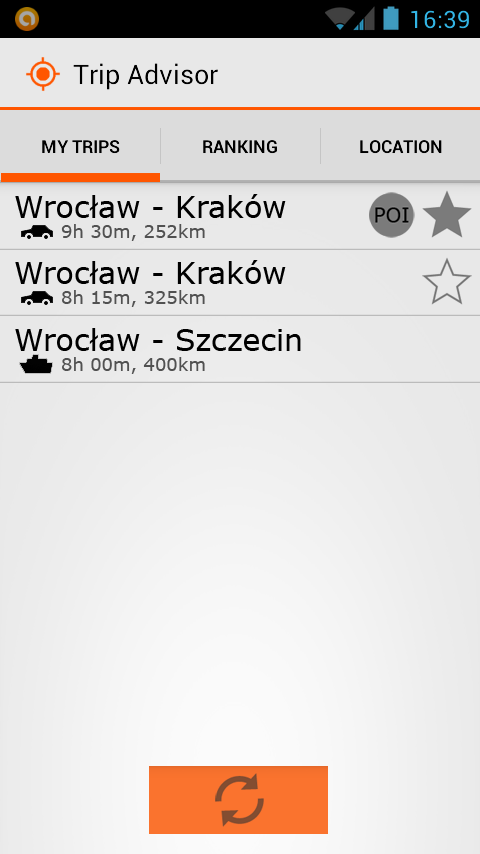 16:39
Trip Advisor
MY TRIPS RANKING LOCATION
Wrocław - Kraków
POI
9h 30m, 252km
Wrocław - Kraków
8h 15m, 325km
Wrocław - Szczecin
8h 00m, 400km